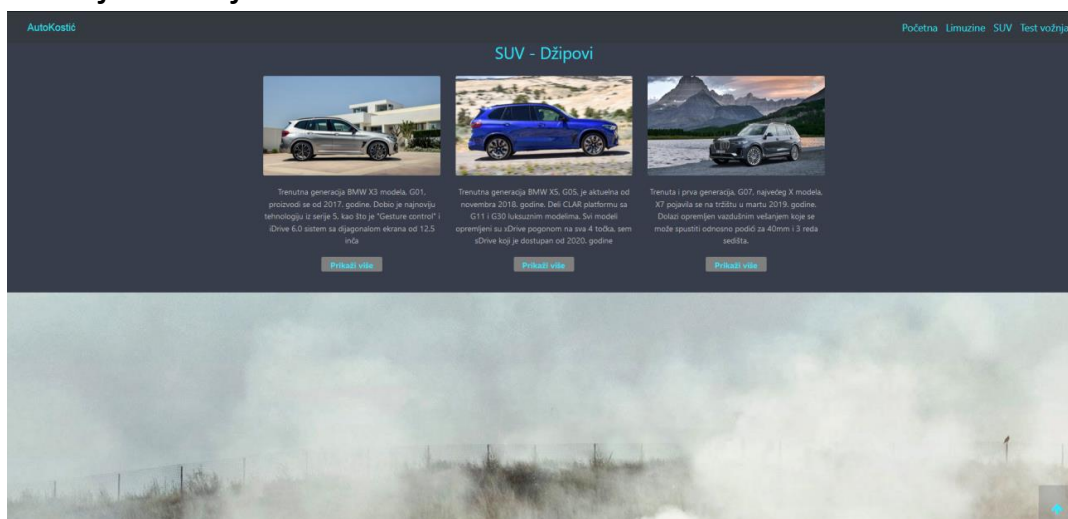 AutoKostić
Početna Limuzine SUV Test vožnja
SUV - Džipovi
Trenutna generacija BMW X3 modela, G01,
proizvodi se od 2017. godine. Dobio je najnoviju
tehnologiju iz serije 5, kao što je "Gesture control" i
iDrive 6.0 sistem sa dijagonalom ekrana od 12.5
inča
Prikaži više
Trenutna generacija BMW X5, G05, je aktuelna od
novembra 2018. godine. Deli CLAR platformu sa
G11 i G30 luksuznim modelima. Svi modeli
opremljeni su xDrive pogonom na sva 4 točka, sem
sDrive koji je dostupan od 2020. godine
Prikaži više
Trenuta i prva generacija, G07, najvećeg X modela,
X7 pojavila se na tržištu u martu 2019. godine.
Dolazi opremljen vazdušnim vešanjem koje se
može spustiti odnosno podići za 40mm i 3 reda
sedišta.
Prikaži više